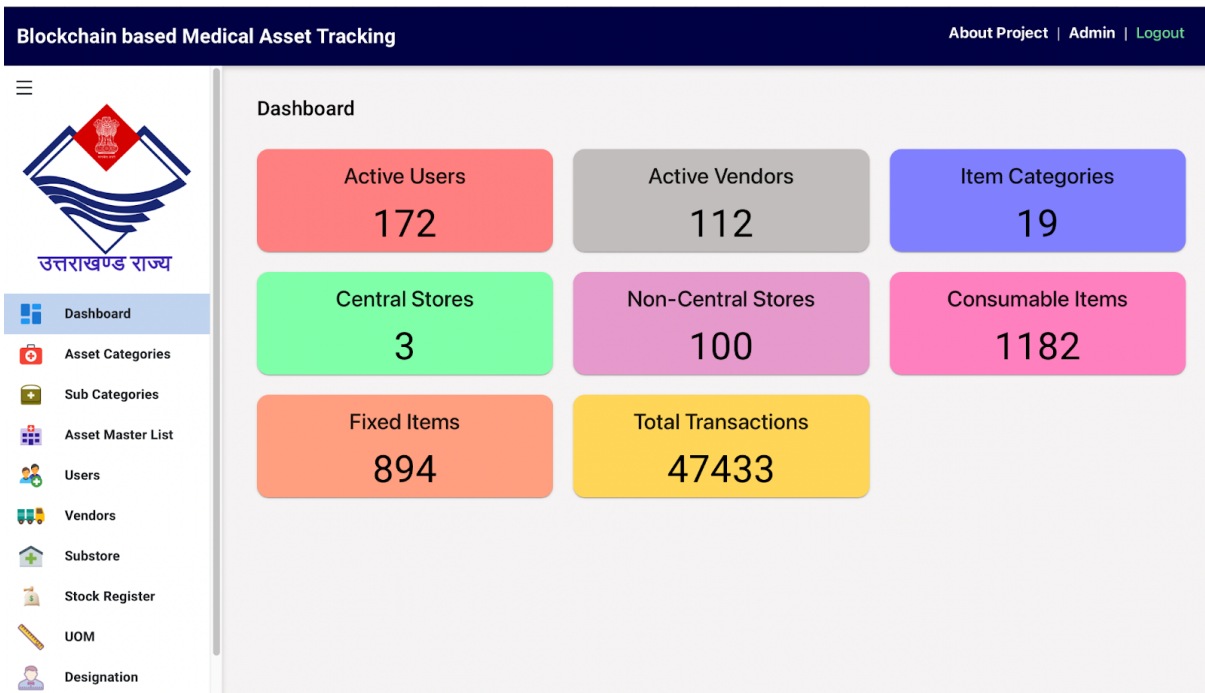 Blockchain based Medical Asset Tracking
About Project | Admin | Logout
उत्तराखण्ड राज्य
Dashboard
Asset Categories
Sub Categories
Asset Master List
Users
Vendors
Substore
Stock Register
UOM
Designation
Dashboard
Active Users
172
Active Vendors
112
Item Categories
19
Central Stores
3
Non-Central Stores
100
Consumable Items
1182
Fixed Items
894
Total Transactions
47433